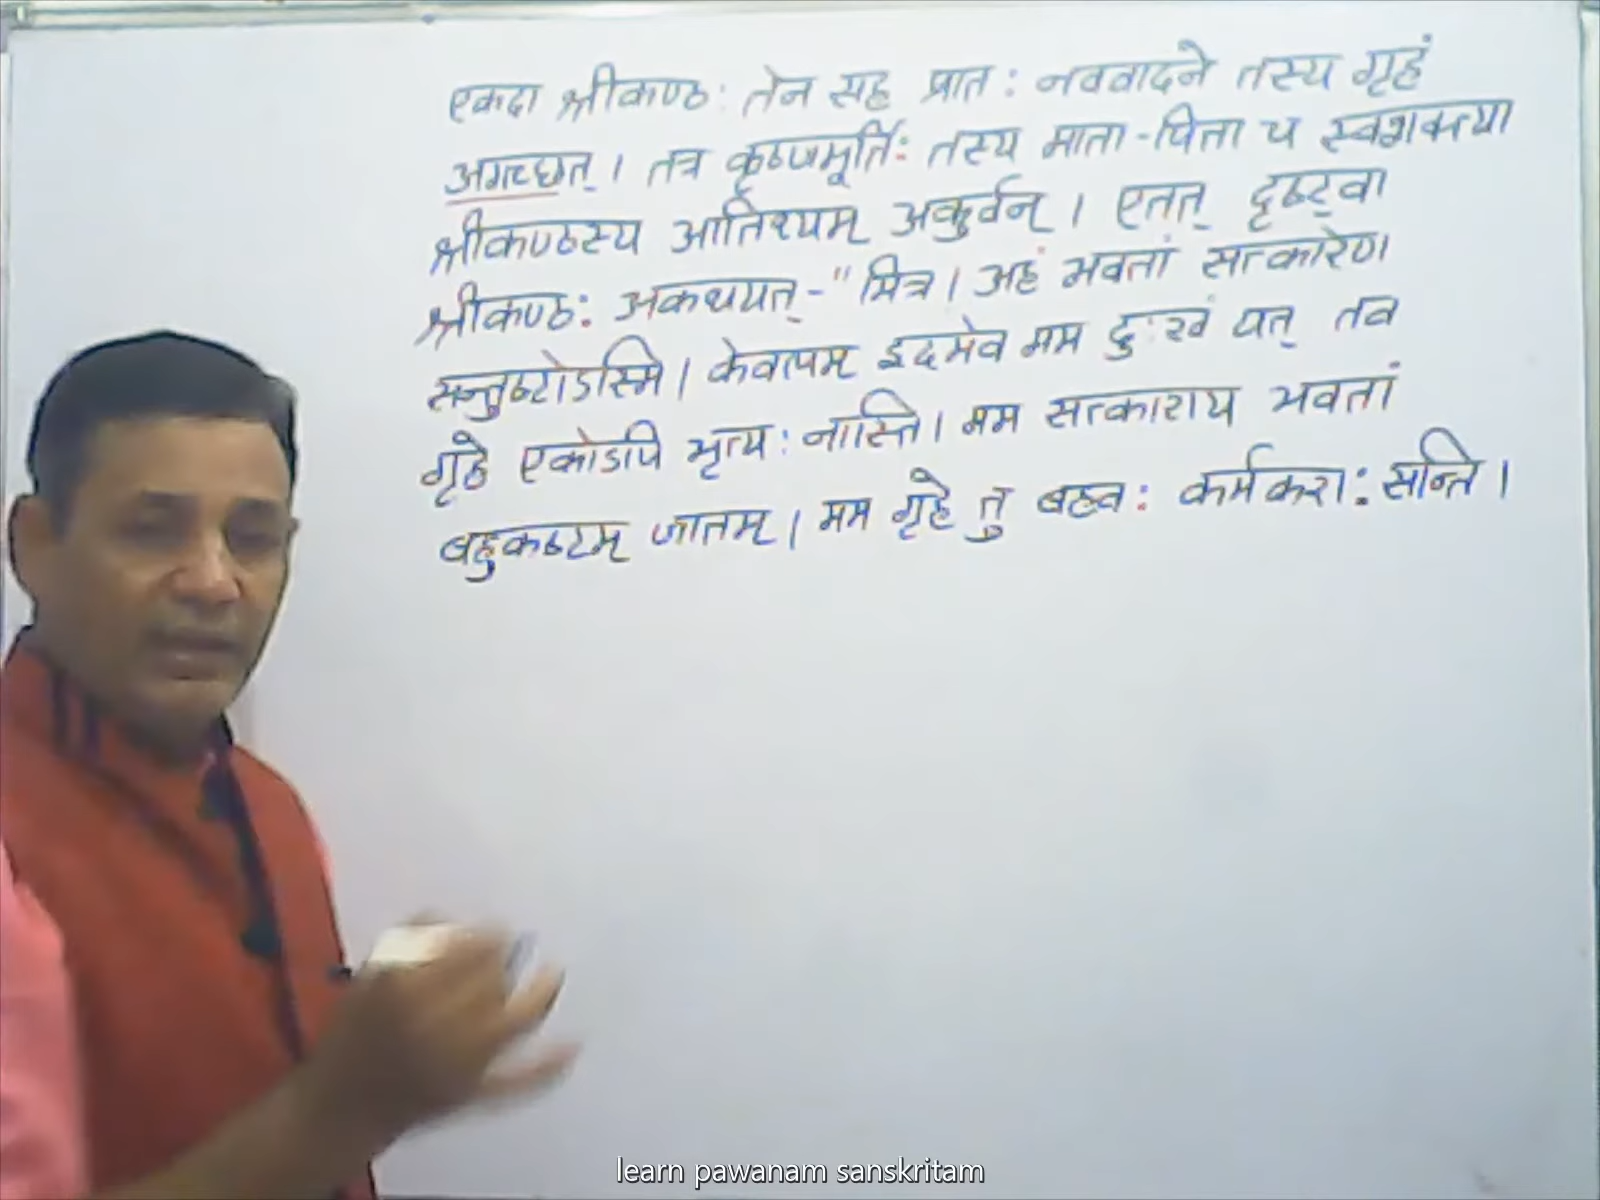 एकदा श्रीकण्ठः तेन सह प्रातः नववादने तस्य गृहं
अगच्छत्। तत्र कृष्णमूर्तिः तस्य माता-पिता च स्वशक्त्या
श्रीकण्ठस्य आतिथ्यम् अकुर्वन्। एतत् दृष्ट्वा
श्रीकण्ठः अकथयत्-"मित्र। अहं भवतां सत्कारेण
सन्तुष्टोऽस्मि। केवलम् इदमेव मम दुःखं यत् तव
गृहे एकोऽपि भृत्यः नास्ति। मम सत्काराय भवतां
बहुकष्टम् जातम्। मम गृहे तु बहवः कर्मकराः सन्ति।
learn pawanam sanskritam